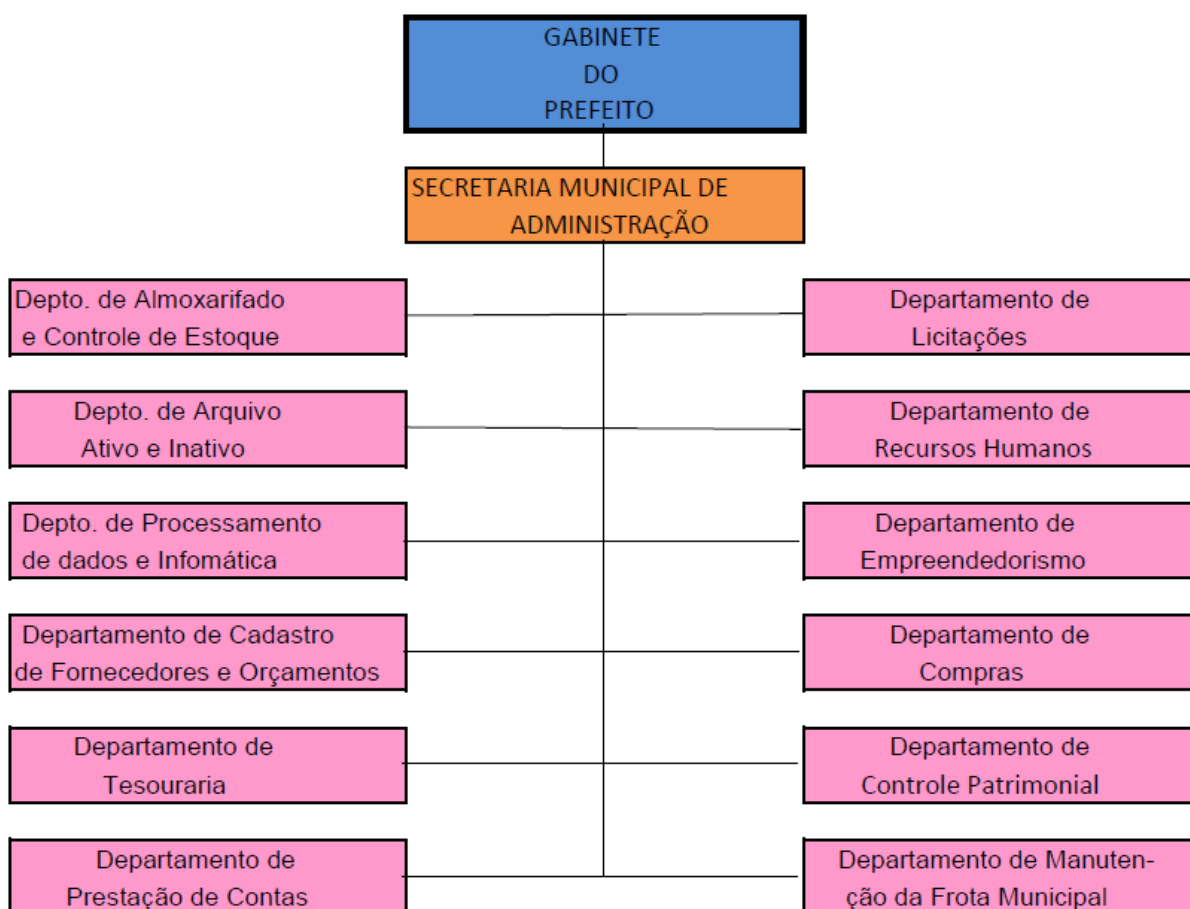 GABINETE
DO
PREFEITO
SECRETARIA MUNICIPAL DE
ADMINISTRAÇÃO
Depto. de Almoxarifado
e Controle de Estoque
Departamento de
Licitações
Depto. de Arquivo
Ativo e Inativo
Departamento de
Recursos Humanos
Depto. de Processamento
de dados e Infomática
Departamento de
Empreendedorismo
Departamento de Cadastro
de Fornecedores e Orçamentos
Departamento de
Compras
Departamento de
Tesouraria
Departamento de
Controle Patrimonial
Departamento de
Prestação de Contas
Departamento de Manuten-
ção da Frota Municipal